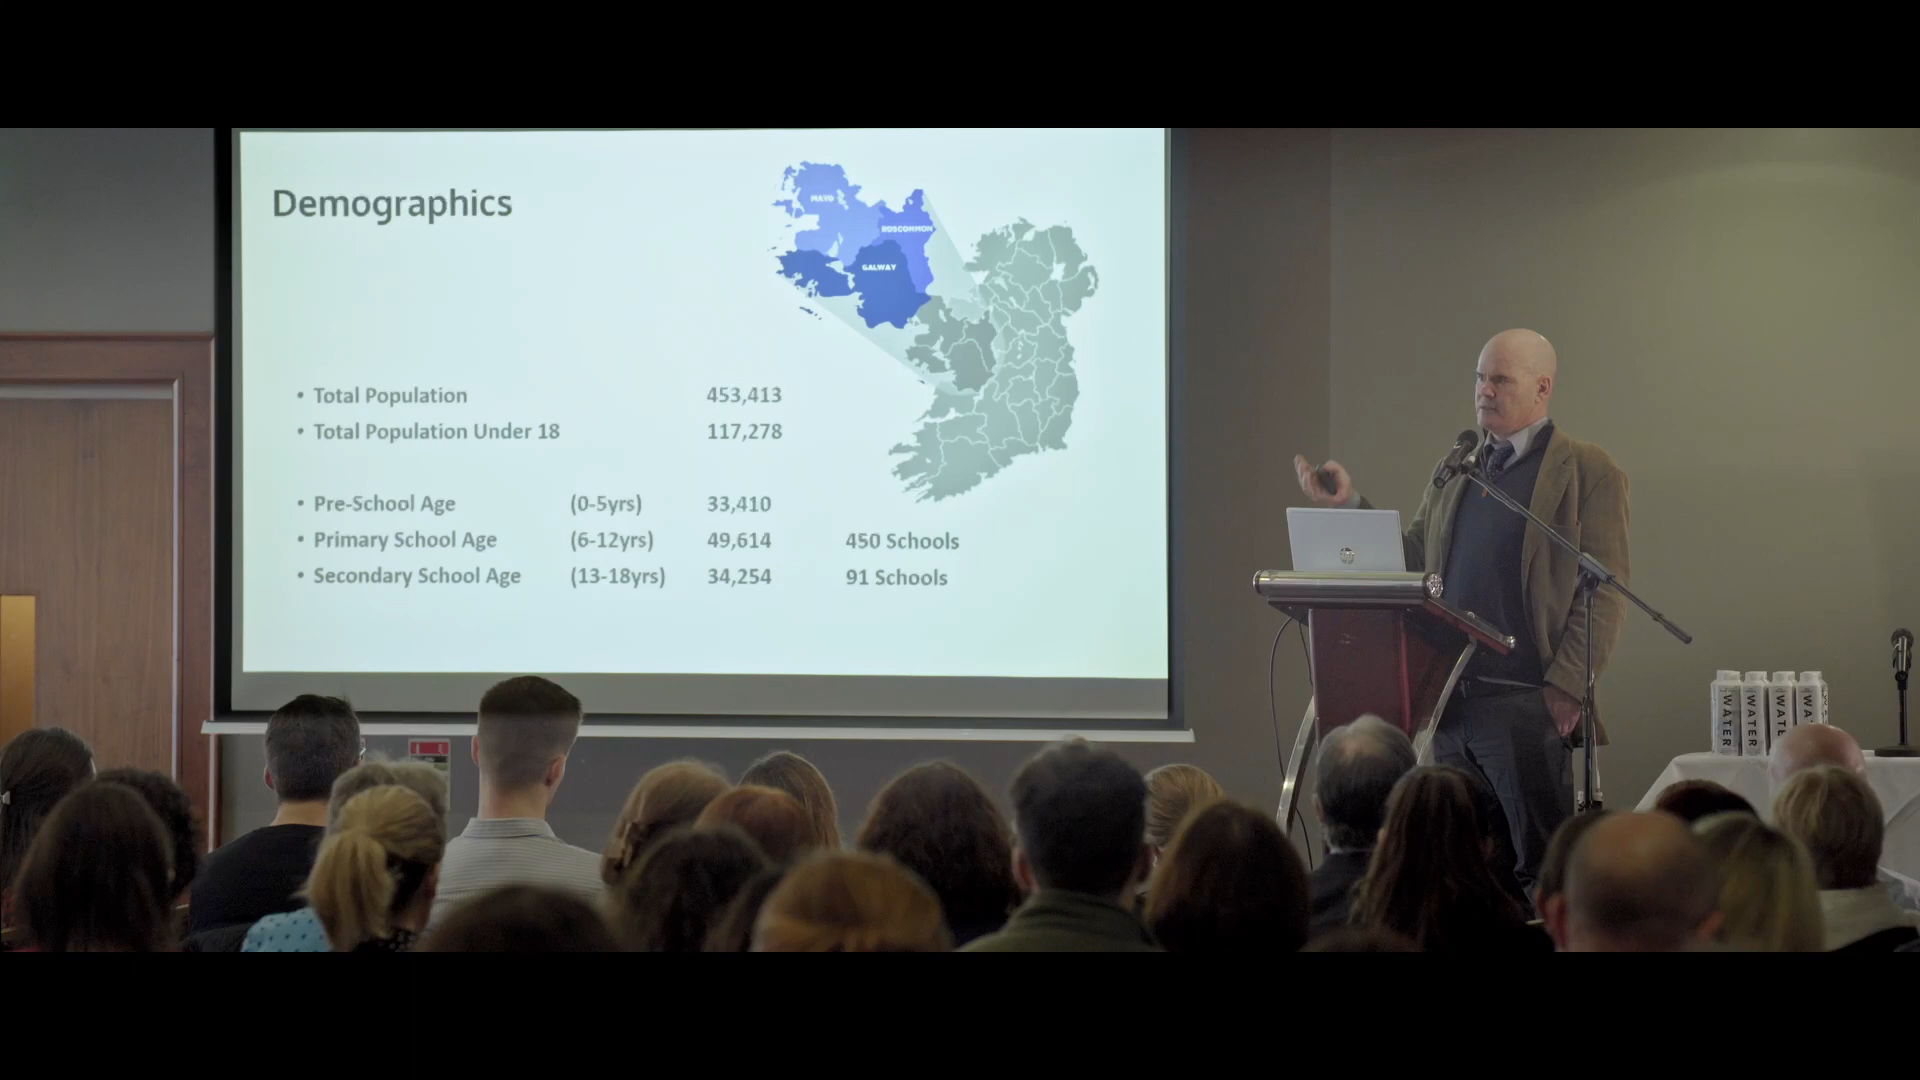 Demographics
MAYO
ROSCOMMON
GALWAY
• Total Population 453,413
• Total Population Under 18 117,278
• Pre-School Age (0-5yrs) 33,410
• Primary School Age (6-12yrs) 49,614 450 Schools
• Secondary School Age (13-18yrs) 34,254 91 Schools
hp
WATER
WATER
WATER